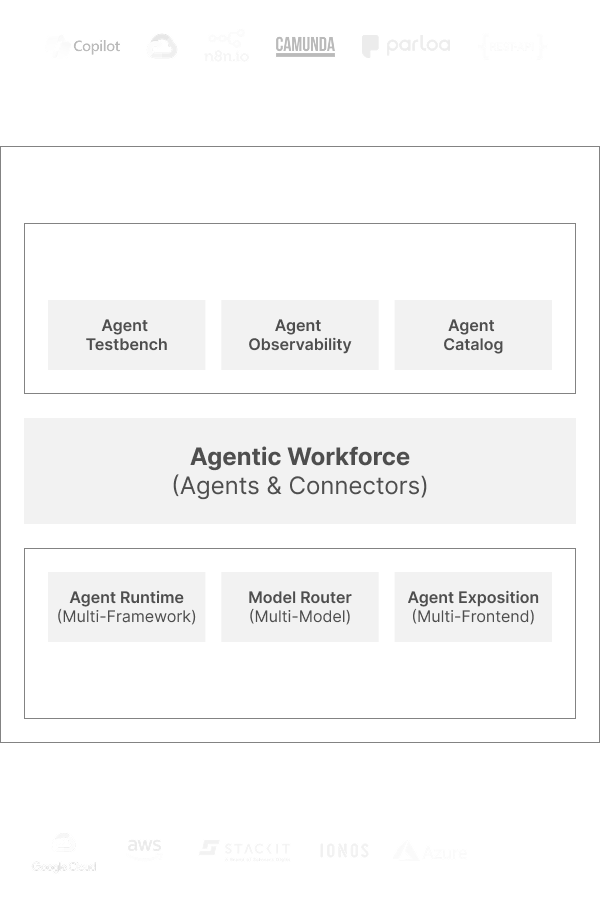 Copilot
n8n.io
CAMUNDA
parloa
Agent
Testbench
Agent
Observability
Agent
Catalog
Agentic Workforce
(Agents & Connectors)
Agent Runtime
(Multi-Framework)
Model Router
(Multi-Model)
Agent Exposition
(Multi-Frontend)
Google Cloud
aws
STACKIT
IONOS
Azure